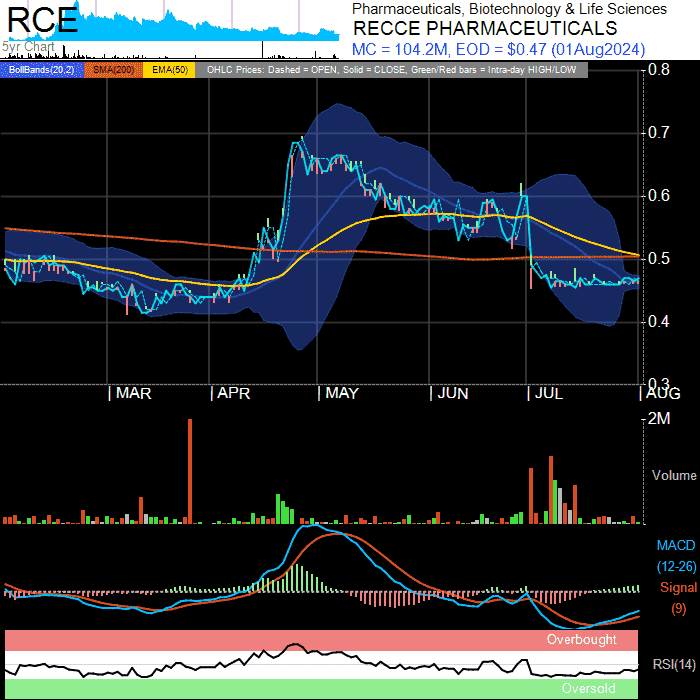 RCE
5yr Chart
Pharmaceuticals, Biotechnology & Life Sciences
RECCE PHARMACEUTICALS
MC = 104.2M, EOD = $0.47 (01Aug2024)
BollBands(20,2) SMA(200) EMA(50) OHLC Prices: Dashed = OPEN, Solid = CLOSE, Green/Red bars = Intra-day HIGH/LOW
0.8
0.7
0.6
0.5
0.4
0.3
MAR APR MAY JUN JUL AUG
2M
Volume
MACD
(12-26)
Signal
(9)
Overbought
RSI(14)
Oversold